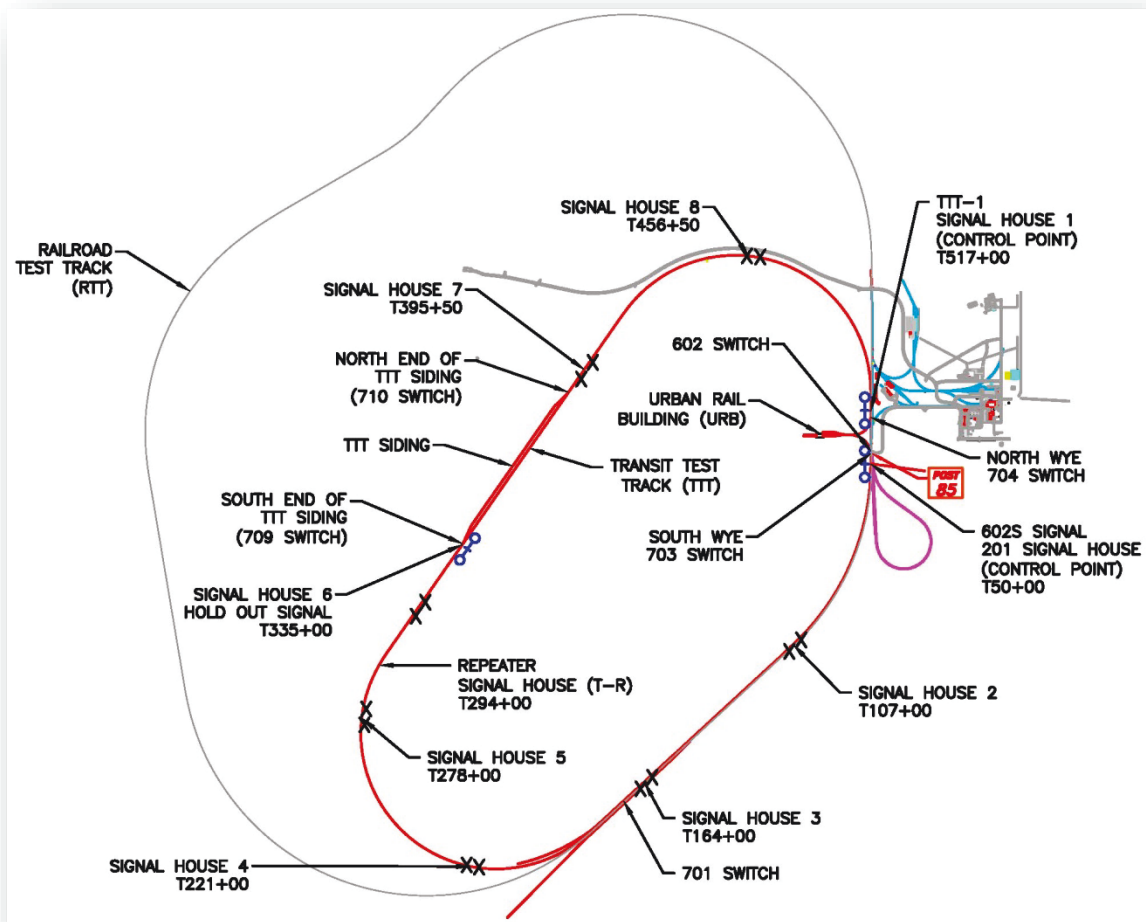 SIGNAL HOUSE 8
T456+50
TTT-1
SIGNAL HOUSE 1
(CONTROL POINT)
T517+00
RAILROAD
TEST TRACK
(RTT)
SIGNAL HOUSE 7
T395+50
NORTH END OF
TTT SIDING
(710 SWTICH)
602 SWITCH
URBAN RAIL
BUILDING (URB)
TTT SIDING
TRANSIT TEST
TRACK (TTT)
NORTH WYE
704 SWITCH
POST
85
SOUTH END OF
TTT SIDING
(709 SWITCH)
SOUTH WYE
703 SWITCH
602S SIGNAL
201 SIGNAL HOUSE
(CONTROL POINT)
T50+00
SIGNAL HOUSE 6
HOLD OUT SIGNAL
T335+00
REPEATER
SIGNAL HOUSE (T-R)
T294+00
SIGNAL HOUSE 2
T107+00
SIGNAL HOUSE 5
T278+00
SIGNAL HOUSE 3
T164+00
SIGNAL HOUSE 4
T221+00
701 SWITCH